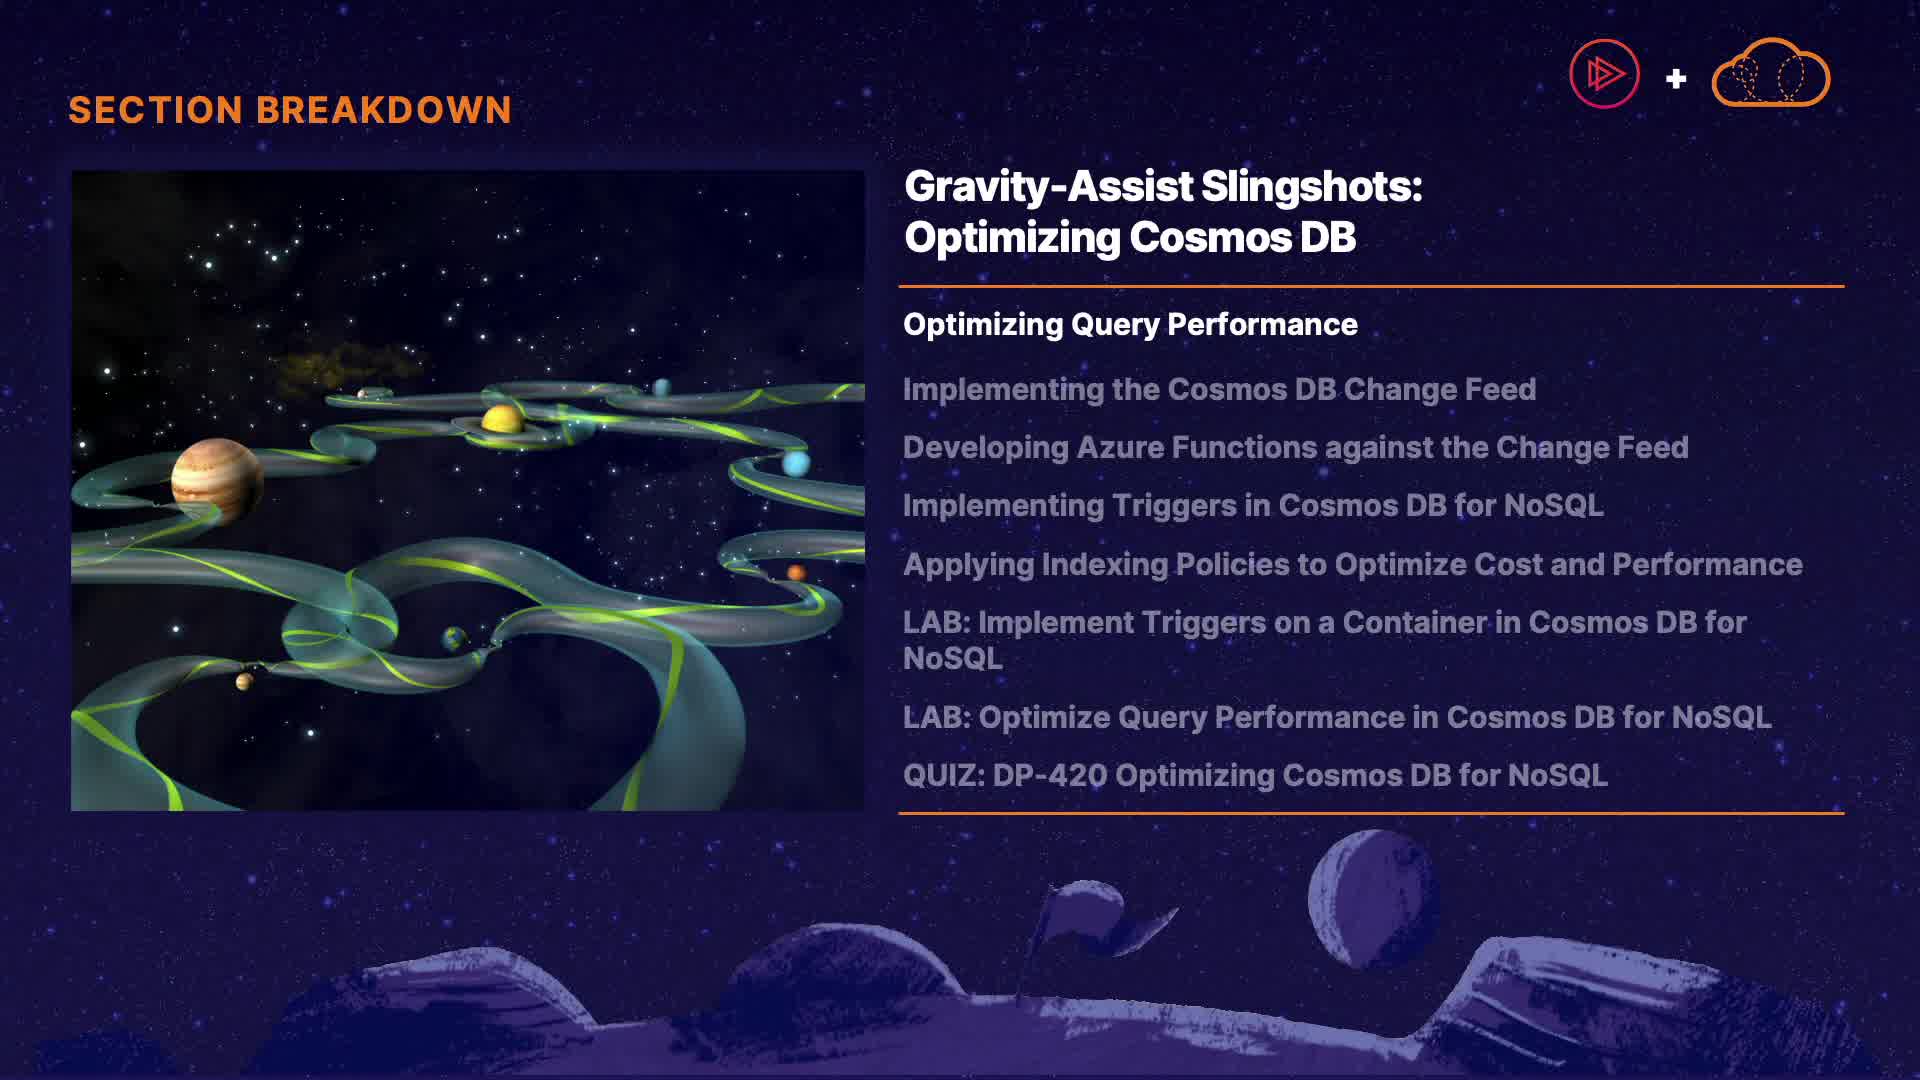 SECTION BREAKDOWN
Gravity-Assist Slingshots:
Optimizing Cosmos DB
Optimizing Query Performance
Implementing the Cosmos DB Change Feed
Developing Azure Functions against the Change Feed
Implementing Triggers in Cosmos DB for NoSQL
Applying Indexing Policies to Optimize Cost and Performance
LAB: Implement Triggers on a Container in Cosmos DB for
NoSQL
LAB: Optimize Query Performance in Cosmos DB for NoSQL
QUIZ: DP-420 Optimizing Cosmos DB for NoSQL